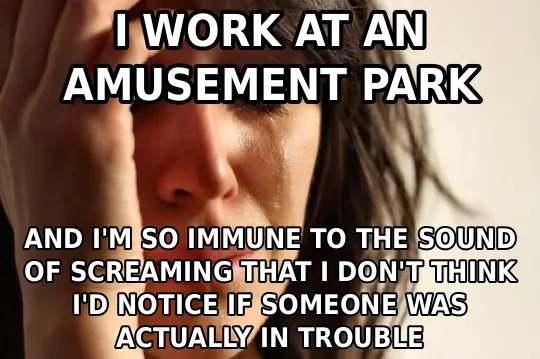 I WORK AT AN
AMUSEMENT PARK
AND I'M SO IMMUNE TO THE SOUND
OF SCREAMING THAT I DON'T THINK
I'D NOTICE IF SOMEONE WAS
ACTUALLY IN TROUBLE